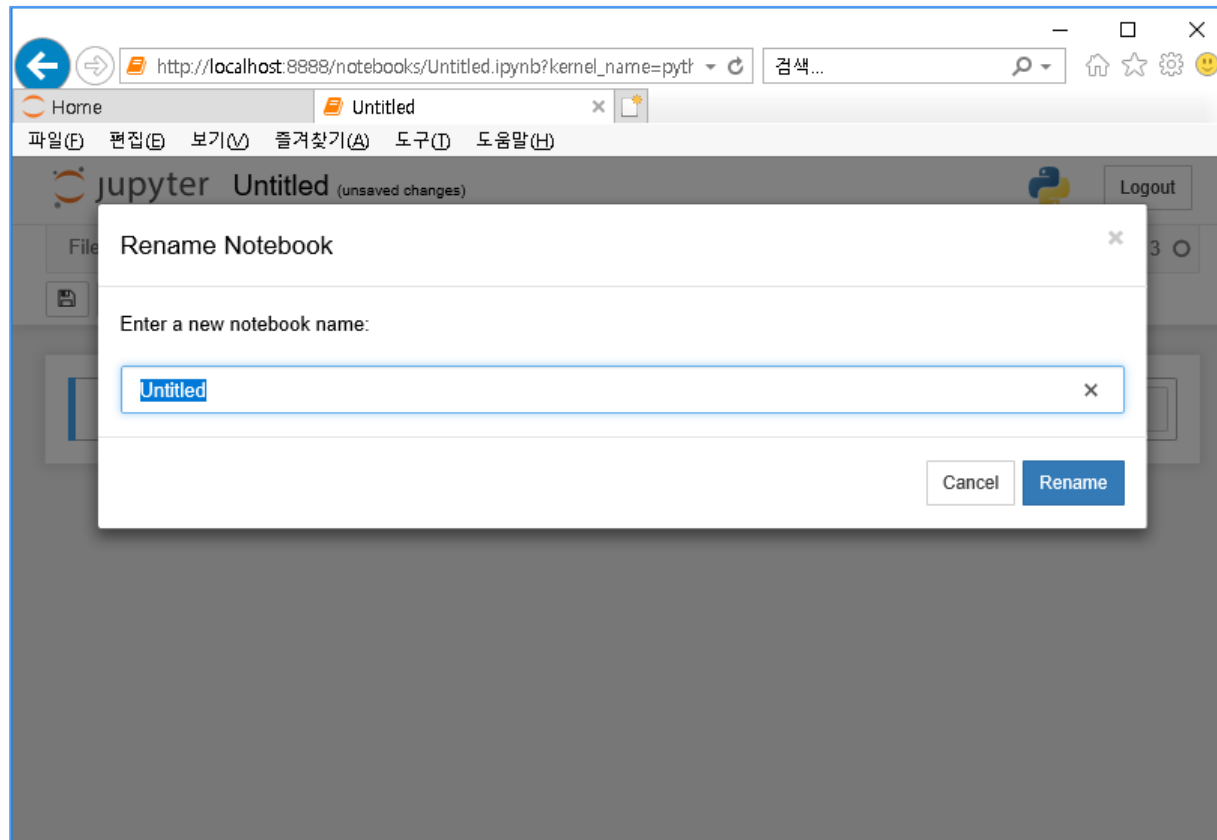 http://localhost:8888/notebooks/Untitled.ipynb?kernel_name=pyth 검색...
Home Untitled
파일(F) 편집(E) 보기(V) 즐겨찾기(A) 도구(T) 도움말(H)
jupyter Untitled (unsaved changes) Logout
File 3
Rename Notebook
Enter a new notebook name:
Untitled
Cancel Rename